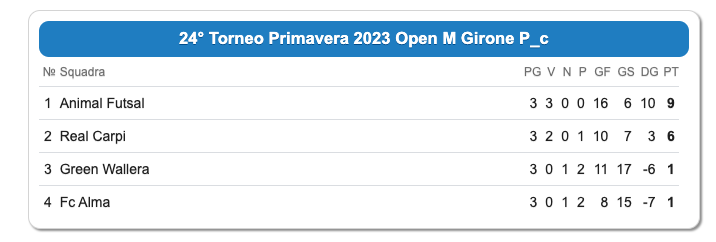 24° Torneo Primavera 2023 Open M Girone P_c
№ Squadra PG V N P GF GS DG PT
1 Animal Futsal 3 3 0 0 16 6 10 9
2 Real Carpi 3 2 0 1 10 7 3 6
3 Green Wallera 3 0 1 2 11 17 -6 1
4 Fc Alma 3 0 1 2 8 15 -7 1